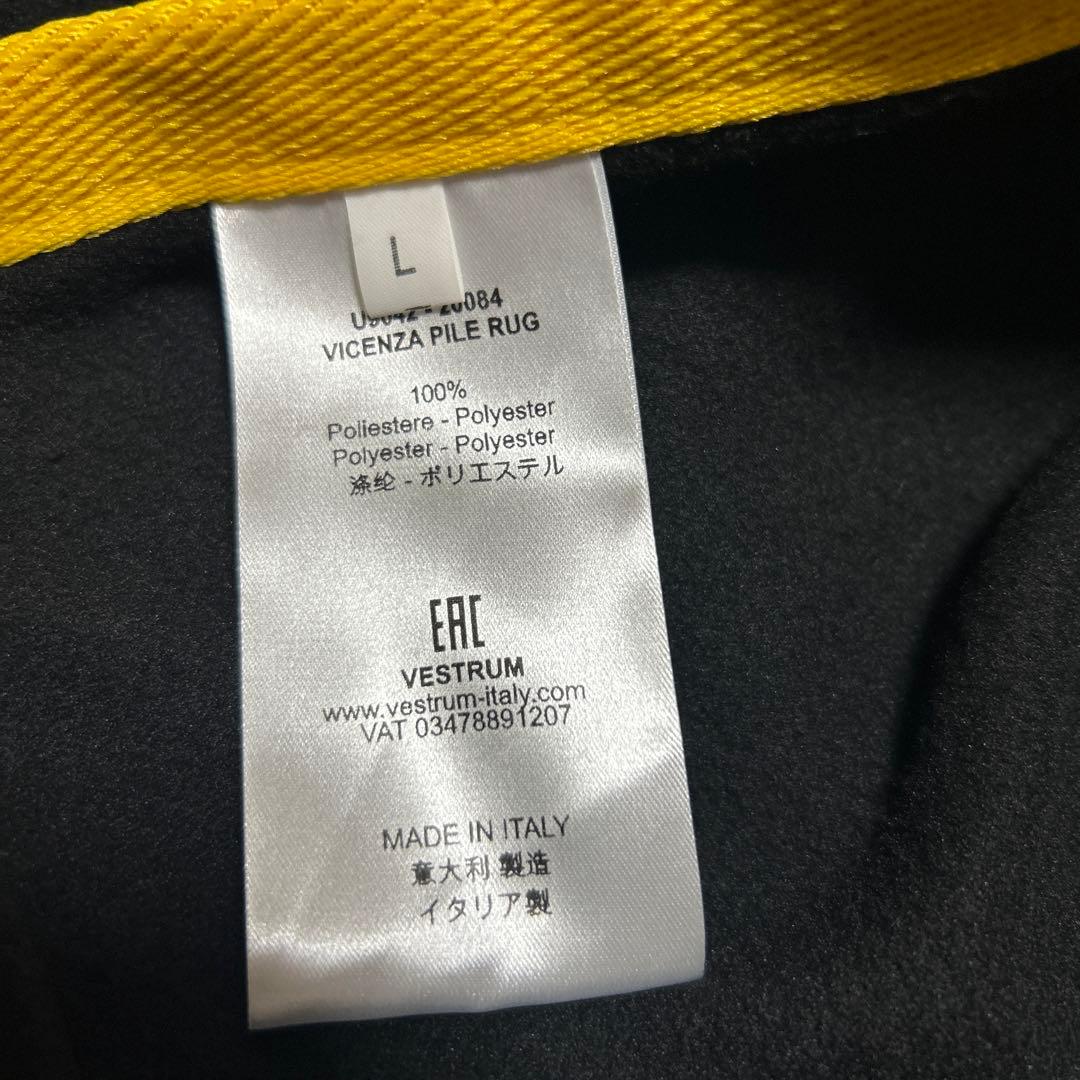 L
20084
VICENZA PILE RUG
100%
Poliestere - Polyester
Polyester - Polyester
涤纶 - ポリエステル
EAC
VESTRUM
www.vestrum-italy.com
VAT 03478891207
MADE IN ITALY
意大利 製造
イタリア製